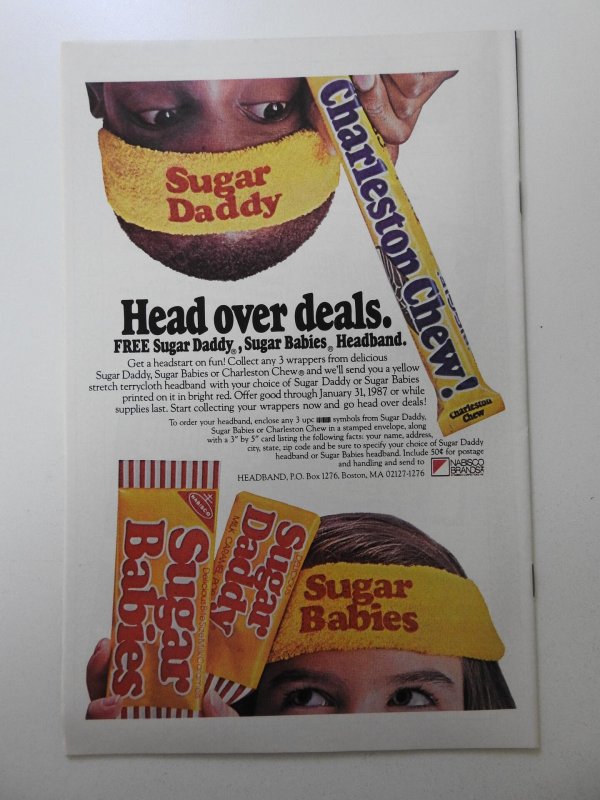 Sugar
Daddy
Charleston Chew!
Charleston
Chew
Head over deals.
FREE Sugar Daddy®, Sugar Babies® Headband.
Get a headstart on fun! Collect any 3 wrappers from delicious
Sugar Daddy, Sugar Babies or Charleston Chew® and we'll send you a yellow
stretch terrycloth headband with your choice of Sugar Daddy or Sugar Babies
printed on it in bright red. Offer good through January 31, 1987 or while
supplies last. Start collecting your wrappers now and go head over deals!
To order your headband, enclose any 3 upc symbols from Sugar Daddy,
Sugar Babies or Charleston Chew in a stamped envelope, along
with a 3" by 5" card listing the following facts: your name, address,
city, state, zip code and be sure to specify your choice of Sugar Daddy
headband or Sugar Babies headband. Include 50¢ for postage
and handling and send to
HEADBAND, P.O. Box 1276, Boston, MA 02127-1276
NABISCO
BRANDS
NABISCO
Sugar
Babies
Sugar
Daddy
MILK CARAMEL POP
Sugar
Babies